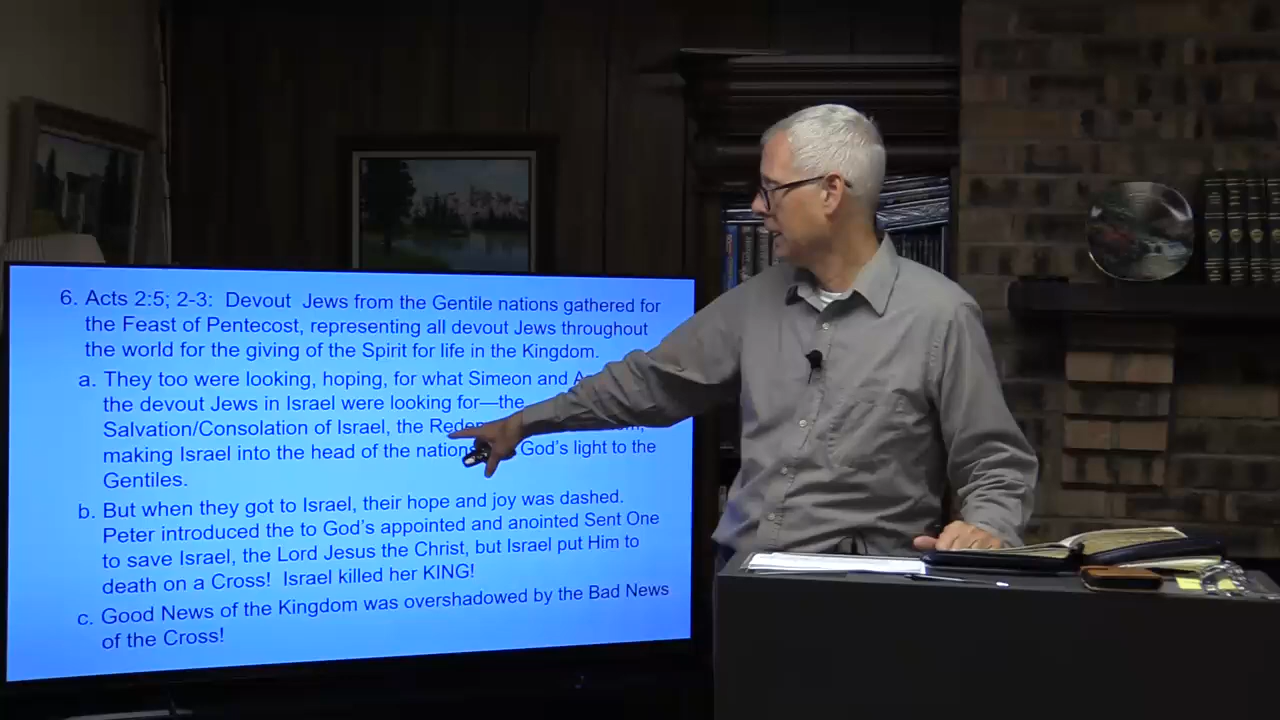 6. Acts 2:5; 2-3: Devout Jews from the Gentile nations gathered for
the Feast of Pentecost, representing all devout Jews throughout
the world for the giving of the Spirit for life in the Kingdom.
a. They too were looking, hoping, for what Simeon and
the devout Jews in Israel were looking for—the
Salvation/Consolation of Israel, the
making Israel into the head of the nations God's light to the
Gentiles.
b. But when they got to Israel, their hope and joy was dashed.
Peter introduced the to God's appointed and anointed Sent One
to save Israel, the Lord Jesus the Christ, but Israel put Him to
death on a Cross! Israel killed her KING!
c. Good News of the Kingdom was overshadowed by the Bad News
of the Cross!